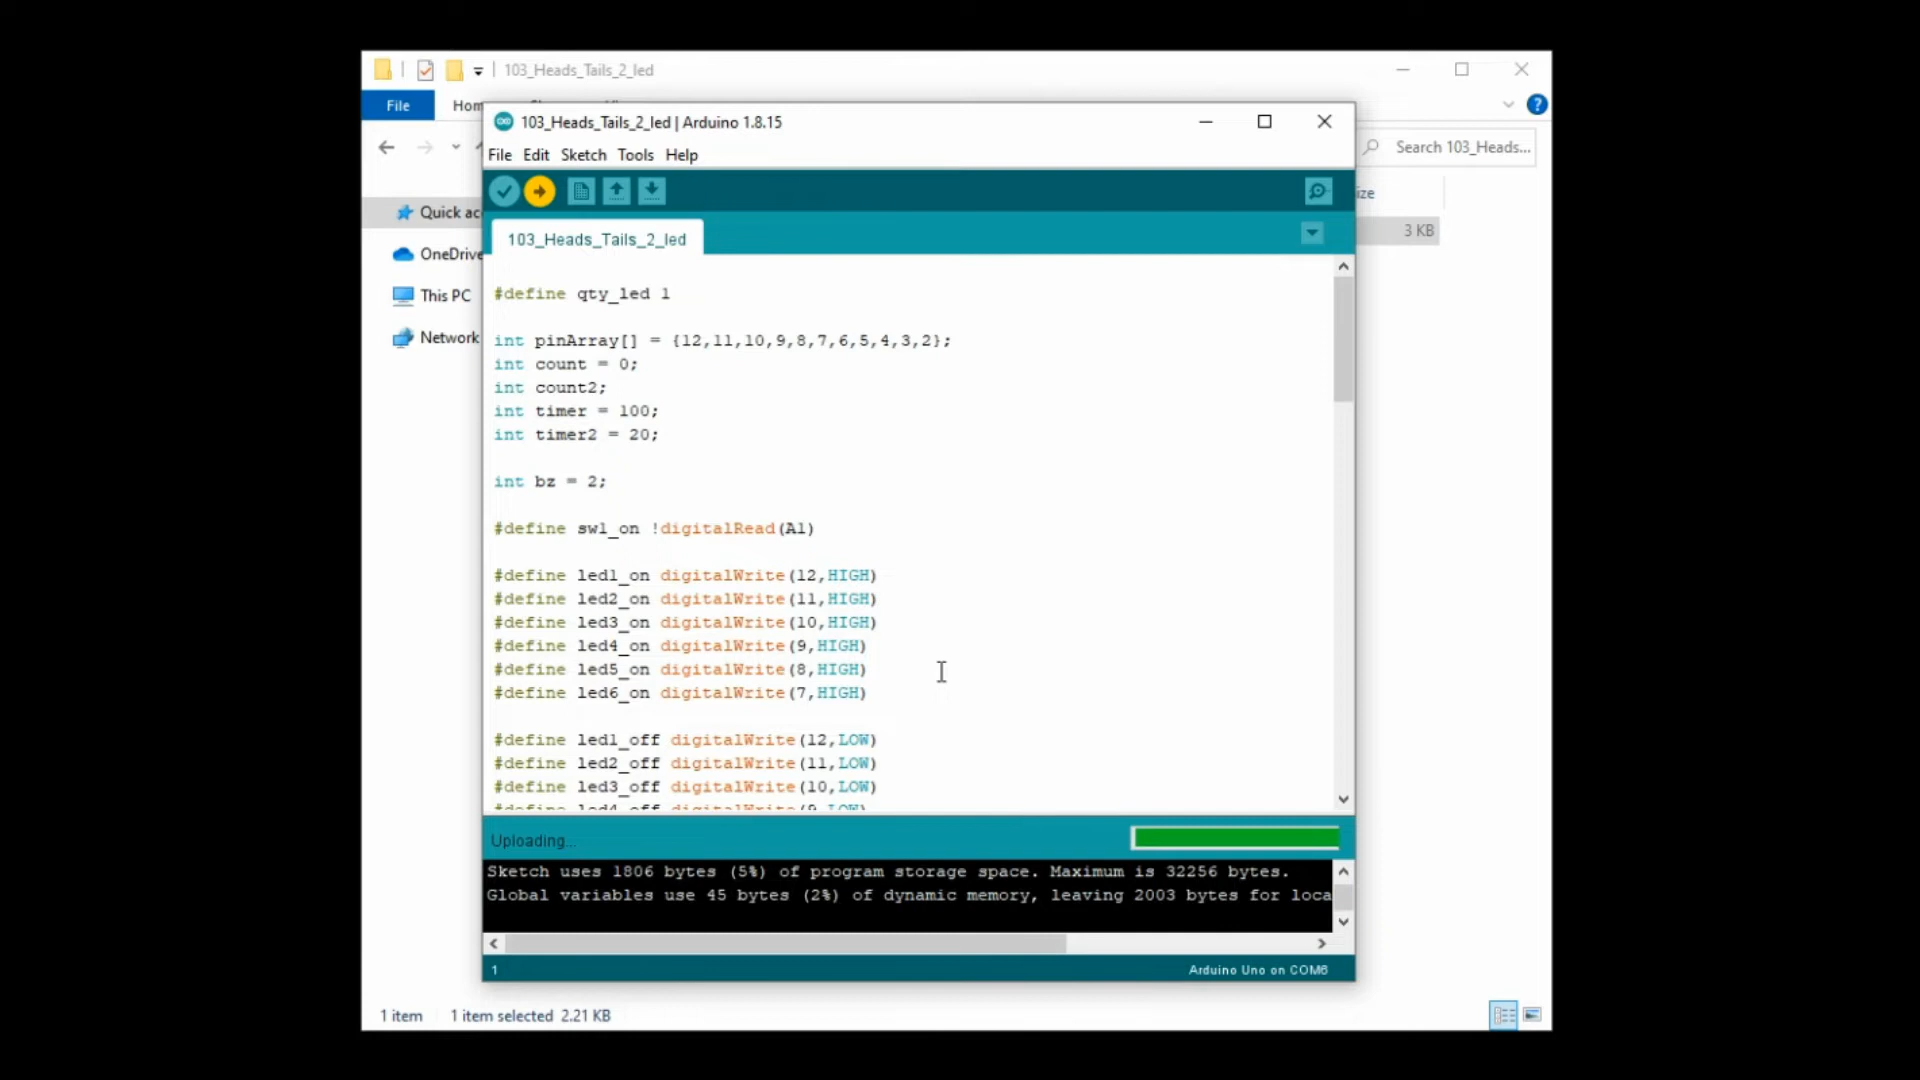 103_Heads_Tails_2_led
File Hom
Search 103_Heads...
ize
3 KB
Quick ac
OneDrive
This PC
Network
103_Heads_Tails_2_led | Arduino 1.8.15
File Edit Sketch Tools Help
103_Heads_Tails_2_led
#define qty_led 1
int pinArray[] = {12,11,10,9,8,7,6,5,4,3,2};
int count = 0;
int count2;
int timer = 100;
int timer2 = 20;
int bz = 2;
#define sw1_on !digitalRead(A1)
#define led1_on digitalWrite(12,HIGH)
#define led2_on digitalWrite(11,HIGH)
#define led3_on digitalWrite(10,HIGH)
#define led4_on digitalWrite(9,HIGH)
#define led5_on digitalWrite(8,HIGH)
#define led6_on digitalWrite(7,HIGH)
#define led1_off digitalWrite(12,LOW)
#define led2_off digitalWrite(11,LOW)
#define led3_off digitalWrite(10,LOW)
#define led4_off digitalWrite(9,LOW)
Uploading...
Sketch uses 1806 bytes (5%) of program storage space. Maximum is 32256 bytes.
Global variables use 45 bytes (2%) of dynamic memory, leaving 2003 bytes for loca
1
Arduino Uno on COM6
1 item 1 item selected 2.21 KB